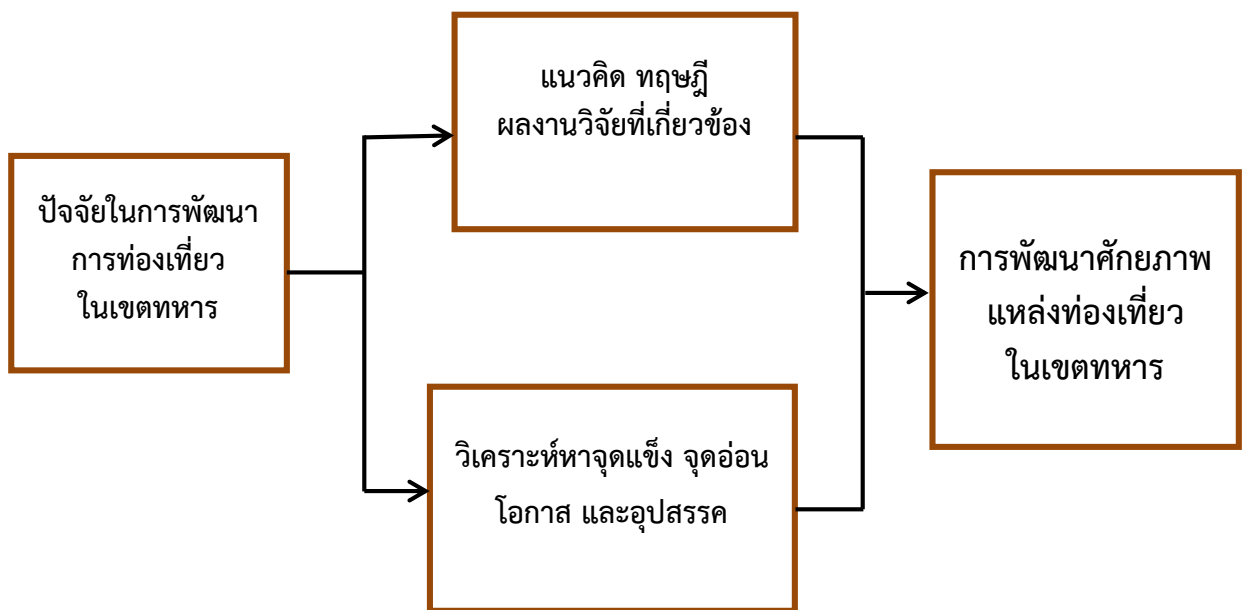 แนวคิด ทฤษฎี
ผลงานวิจัยที่เกี่ยวข้อง
ปัจจัยในการพัฒนา
การท่องเที่ยว
ในเขตทหาร
การพัฒนาศักยภาพ
แหล่งท่องเที่ยว
ในเขตทหาร
วิเคราะห์หาจุดแข็ง จุดอ่อน
โอกาส และอุปสรรค